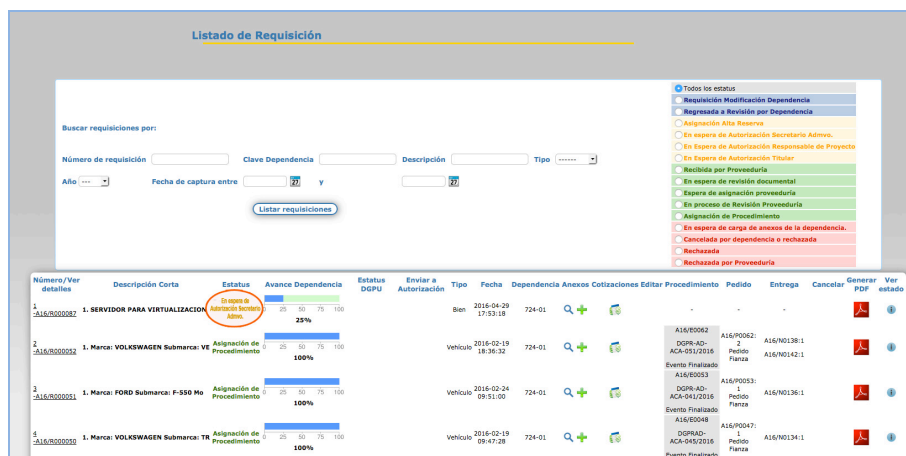 Listado de Requisición
Todos los estatus
Requisición Modificación Dependencia
Regresada a Revisión por Dependencia
Asignación Alta Reserva
En espera de Autorización Secretario Admvo.
En Espera de Autorización Responsable de Proyecto
En Espera de Autorización Titular
Recibida por Proveeduría
En espera de revisión documental
Espera de asignación proveeduría
En proceso de Revisión Proveeduría
Asignación de Procedimiento
En espera de carga de anexos de la dependencia.
Cancelada por dependencia o rechazada
Rechazada
Rechazada por Proveeduría
Buscar requisiciones por:
Número de requisición Clave Dependencia Descripción Tipo ------
Año --- Fecha de captura entre 27 y 27
Listar requisiciones
Número/Ver detalles Descripción Corta Estatus Avance Dependencia Estatus DGPU Enviar a Autorización Tipo Fecha Dependencia Anexos Cotizaciones Editar Procedimiento Pedido Entrega Cancelar Generar PDF Ver estado
1 -A16/R000087 1. SERVIDOR PARA VIRTUALIZACION En espera de Autorización Secretario Admvo. 0 25 50 75 100 25% Bien 2016-04-29 17:53:18 724-01 - - -
2 -A16/R000052 1. Marca: VOLKSWAGEN Submarca: VE Asignación de Procedimiento 0 25 50 75 100 100% Vehículo 2016-02-19 18:36:32 724-01 A16/E0062 DGPR-AD-ACA-051/2016 Evento Finalizado A16/P0062: 2 Pedido Fianza A16/N0138:1 A16/N0142:1
3 -A16/R000051 1. Marca: FORD Submarca: F-550 Mo Asignación de Procedimiento 0 25 50 75 100 100% Vehículo 2016-02-24 09:51:00 724-01 A16/E0053 DGPR-AD-ACA-041/2016 Evento Finalizado A16/P0053: 1 Pedido Fianza A16/N0136:1
4 -A16/R000050 1. Marca: VOLKSWAGEN Submarca: TR Asignación de Procedimiento 0 25 50 75 100 100% Vehículo 2016-02-19 09:47:28 724-01 A16/E0048 DGPRAD-ACA-045/2016 Evento Finalizado A16/P0047: 1 Pedido Fianza A16/N0134:1